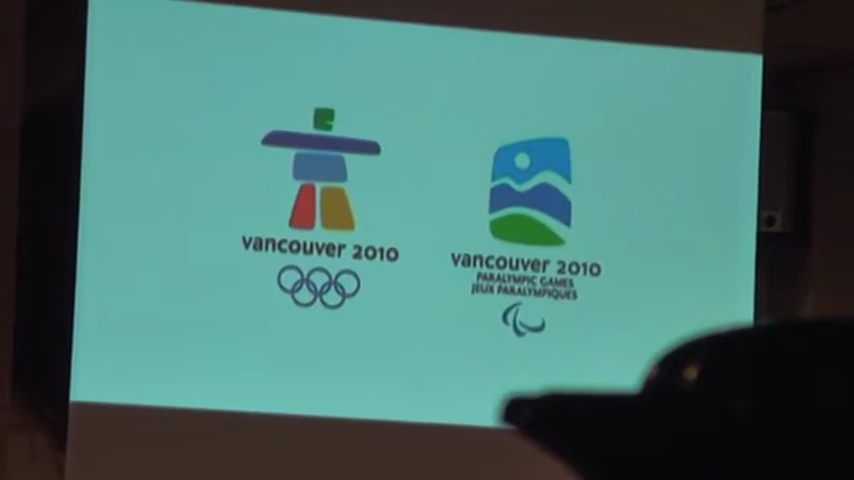 vancouver 2010
vancouver 2010
PARALYMPIC GAMES
JEUX PARALYMPIQUES